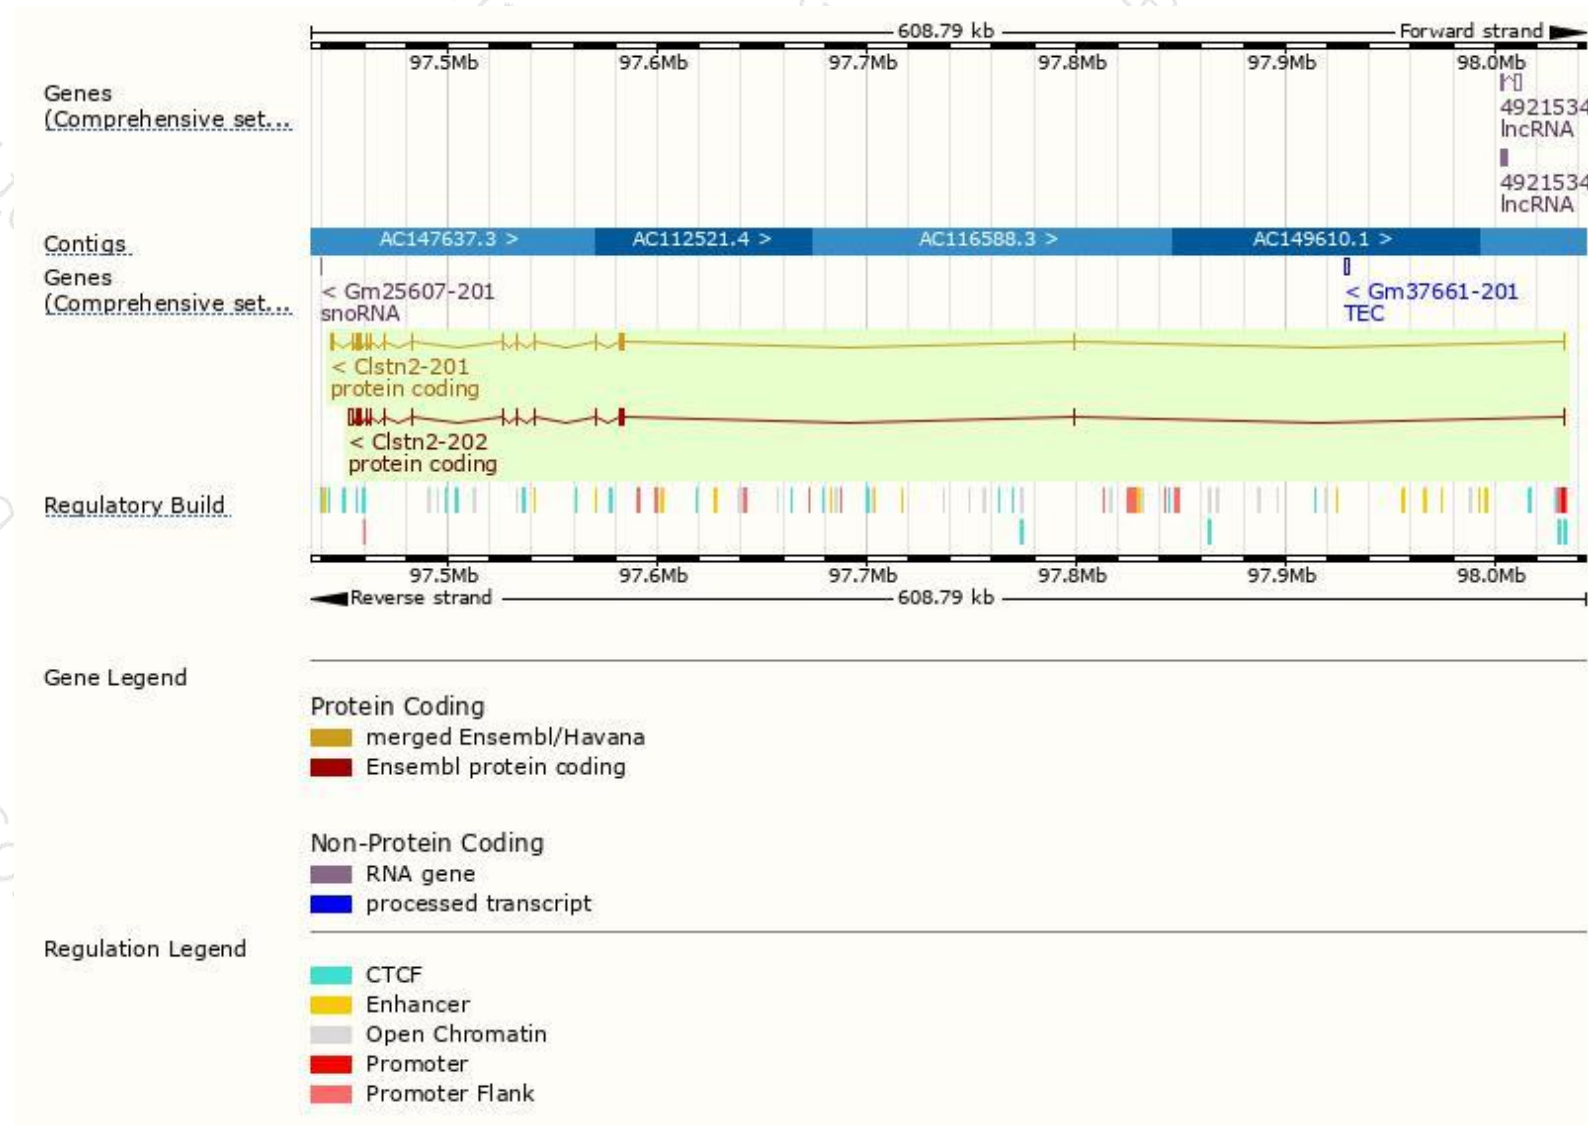 608.79 kb Forward strand
97.5Mb 97.6Mb 97.7Mb 97.8Mb 97.9Mb 98.0Mb
Genes
(Comprehensive set...
4921534
lncRNA
4921534
lncRNA
Contigs AC147637.3 > AC112521.4 > AC116588.3 > AC149610.1 >
Genes
(Comprehensive set...
< Gm25607-201 < Gm37661-201
snoRNA TEC
< Clstn2-201
protein coding
< Clstn2-202
protein coding
Regulatory Build
97.5Mb 97.6Mb 97.7Mb 97.8Mb 97.9Mb 98.0Mb
Reverse strand 608.79 kb
Gene Legend
Protein Coding
merged Ensembl/Havana
Ensembl protein coding
Non-Protein Coding
RNA gene
processed transcript
Regulation Legend
CTCF
Enhancer
Open Chromatin
Promoter
Promoter Flank